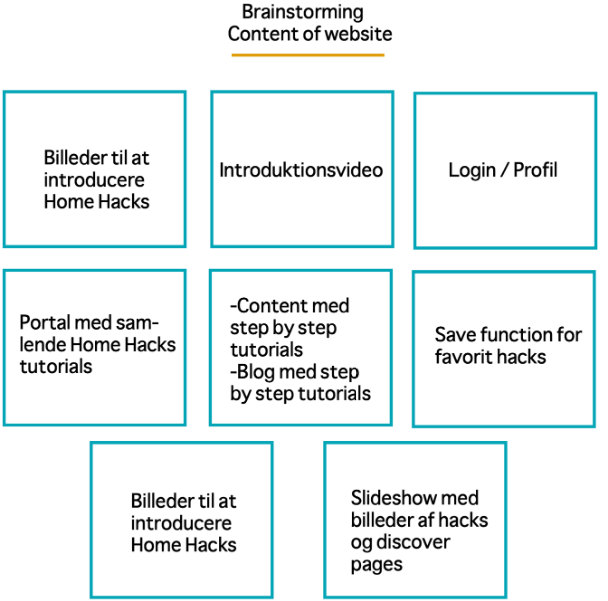 Brainstorming
Content of website
Billeder til at
introducere
Home Hacks
Introduktionsvideo
Login / Profil
Portal med sam-
lende Home Hacks
tutorials
-Content med
step by step
tutorials
-Blog med step
by step tutorials
Save function for
favorit hacks
Billeder til at
introducere
Home Hacks
Slideshow med
billeder af hacks
og discover
pages